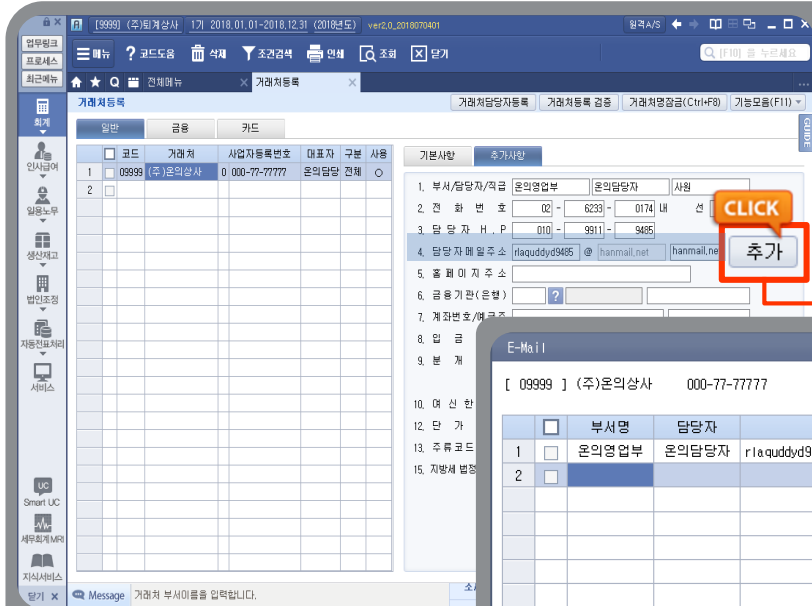 업무링크
프로세스
최근메뉴
회계
인사급여
일용노무
생산재고
법인조정
자동전표처리
서비스
UC
Smart UC
세무회계 MRI
지식서비스
닫기 ×
[9999] (주)퇴계상사 1기 2018.01.01-2018.12.31 (2018년도) ver2.0_2018070401 원격A/S
메뉴 ? 코드도움 삭제 조건검색 인쇄 조회 닫기 [F10] 을 누르세요
전체메뉴 × 거래처등록 ×
거래처등록 거래처담당자등록 거래처등록 검증 거래처명잠금(Ctrl+F8) 기능모음(F11)
GUIDE
일반 금융 카드
코드 거래처 사업자등록번호 대표자 구분 사용
1 09999 (주)온의상사 0 000-77-77777 온의담당 전체 ○
2
기본사항 추가사항
1. 부서/담당자/직급 온의영업부 온의담당자 사원
2. 전 화 번 호 02 - 6233 - 0174 내 선
CLICK
3. 담 당 자 H . P 010 - 9911 - 9485
4. 담당자메일주소 rlaquddyd9485 @ hanmail.net hanmail.ne 추가
5. 홈 페 이 지 주 소
6. 금 융 기 관 (은 행) ?
7. 계좌번호/예금주
8. 입 금
9. 분 개
10. 여 신 한
12. 단 가
13. 주 류 코 드
15. 지방세 법정
E-Mail
[ 09999 ] (주)온의상사 000-77-77777
부서명 담당자
1 온의영업부 온의담당자 rlaquddyd9
2
Message 거래처 부서이름을 입력합니다.